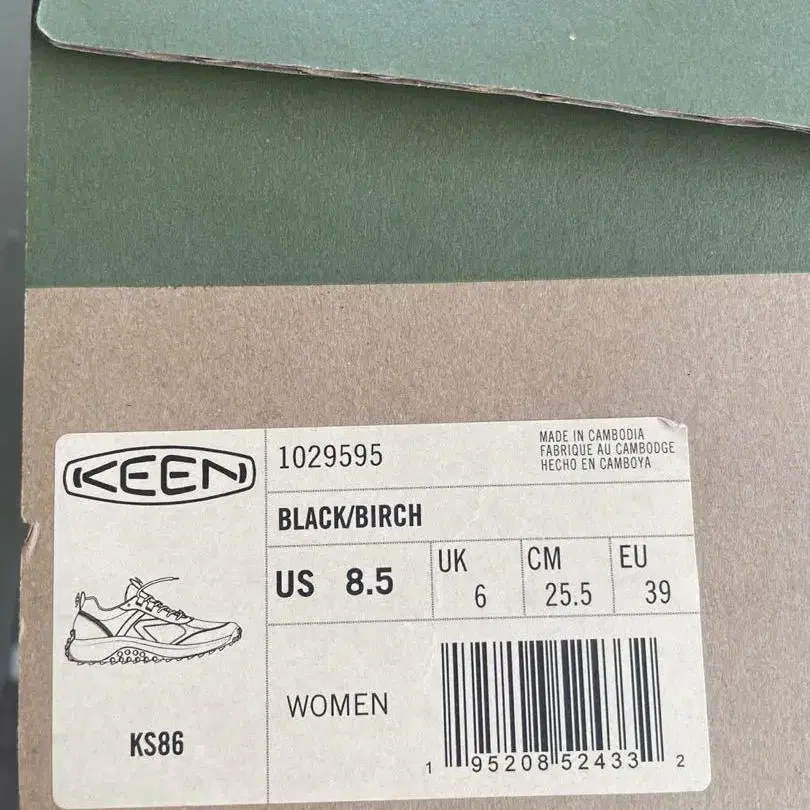 KEEN
1029595
MADE IN CAMBODIA
FABRIQUE AU CAMBODGE
HECHO EN CAMBOYA
BLACK/BIRCH
US 8.5
UK 6
CM 25.5
EU 39
WOMEN
KS86
1 95208 52433 2